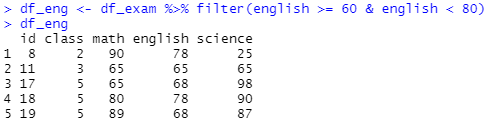 > df_eng <- df_exam %>% filter(english >= 60 & english < 80)
> df_eng
  id class math english science
1  8     2   90      78      25
2 11     3   65      65      65
3 17     5   65      68      98
4 18     5   80      78      90
5 19     5   89      68      87